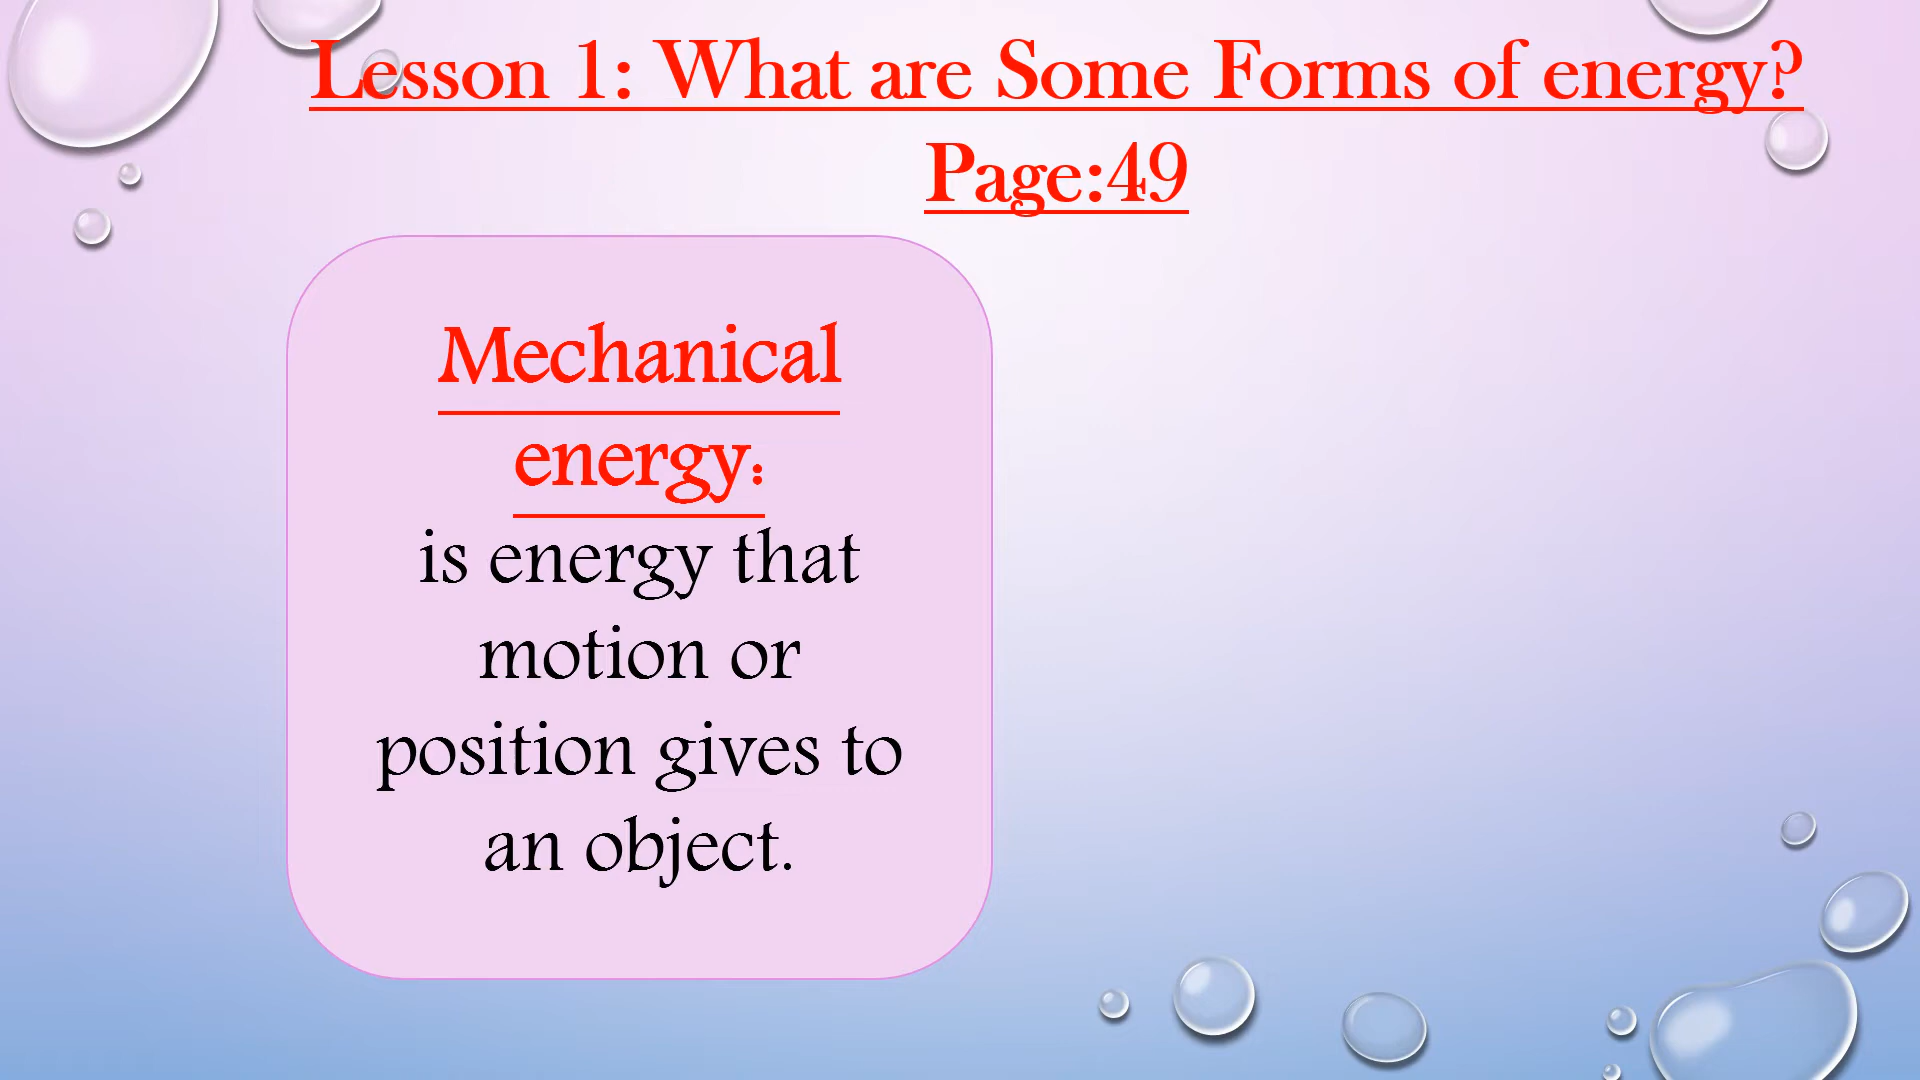 Lesson 1: What are Some Forms of energy?
Page:49
Mechanical
energy:
is energy that
motion or
position gives to
an object.